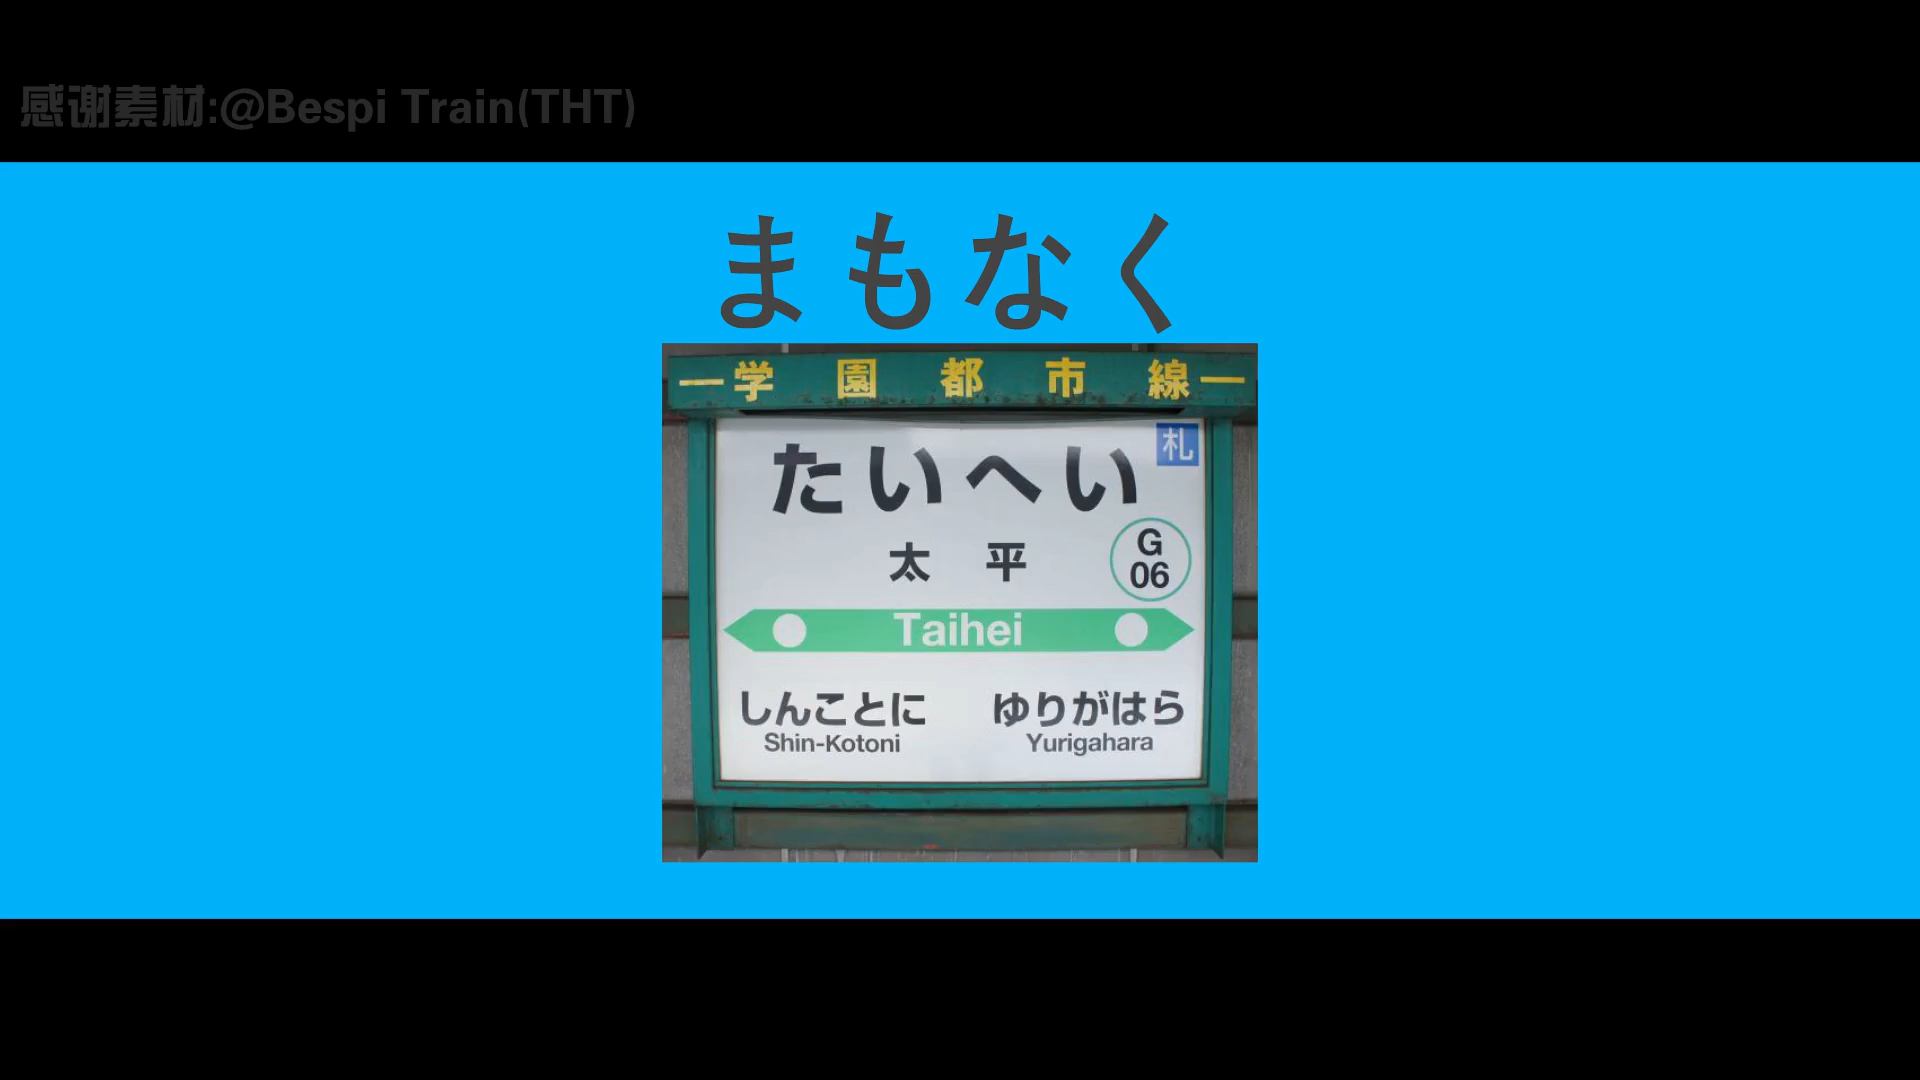 感谢素材:@Bespi Train(THT)
まもなく
学園都市線
札
たいへい
太平
G
06
Taihei
しんことに ゆりがはら
Shin-Kotoni Yurigahara